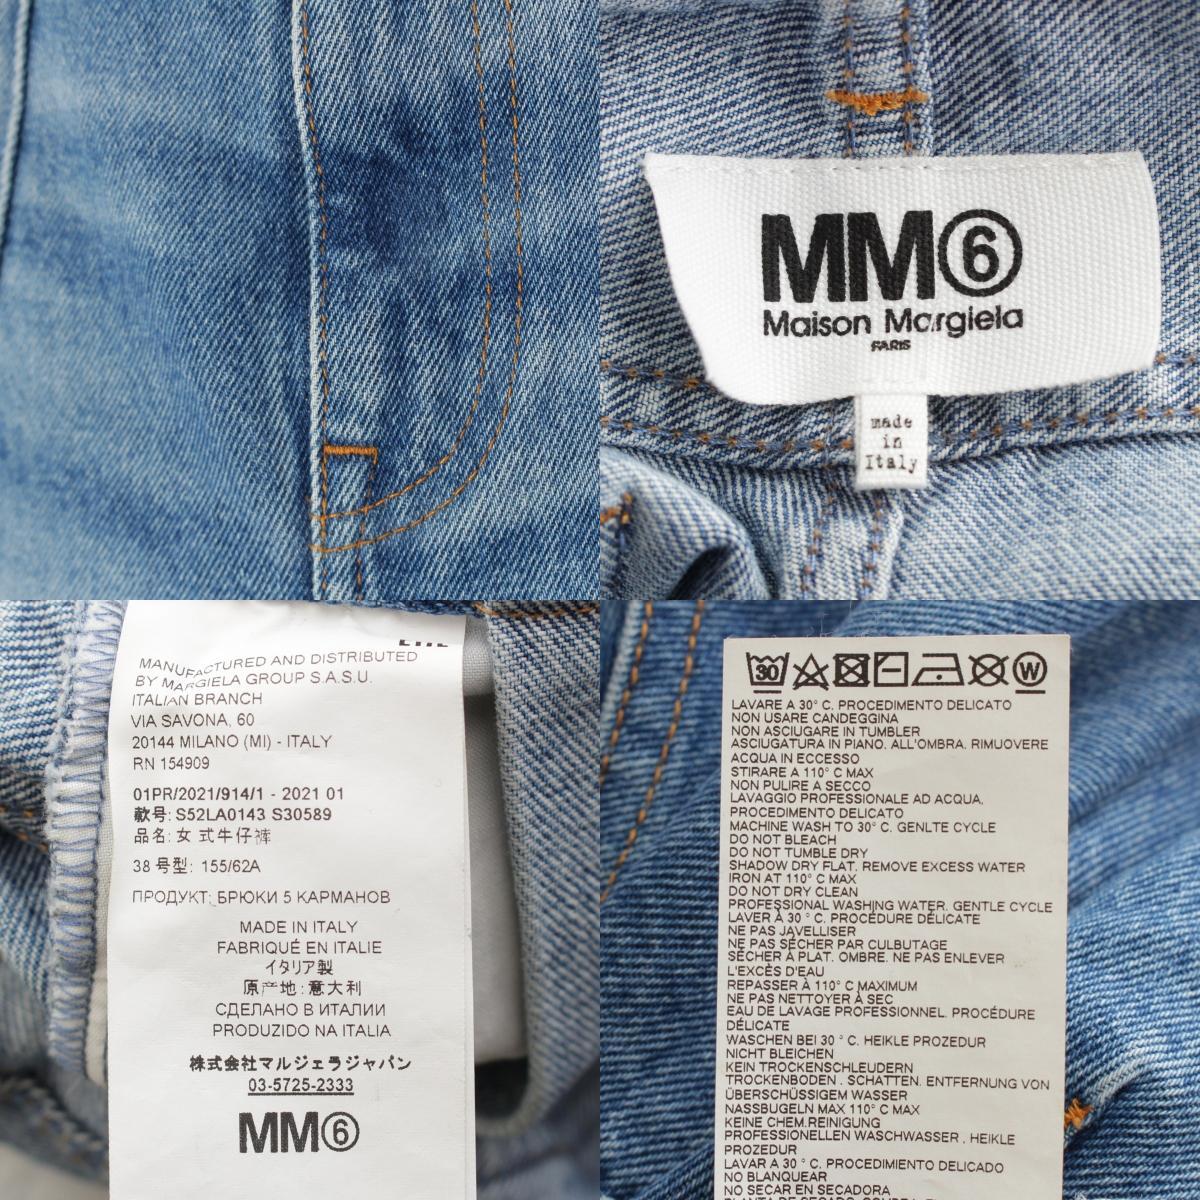 MM6
Maison Margiela
PARIS
made
in
Italy
MANUFACTURED AND DISTRIBUTED
BY MARGIELA GROUP S.A.S.U.
ITALIAN BRANCH
VIA SAVONA, 60
20144 MILANO (MI) - ITALY
RN 154909
01PR/2021/914/1 - 2021 01
款号: S52LA0143 S30589
品名: 女 式牛仔裤
38 号型: 155/62A
ПРОДУКТ: БРЮКИ 5 КАРМАНОВ
MADE IN ITALY
FABRIQUÉ EN ITALIE
イタリア製
原产地: 意大利
СДЕЛАНО В ИТАЛИИ
PRODUZIDO NA ITALIA
株式会社マルジェラジャパン
03-5725-2333
MM6
30 W
LAVARE A 30° C. PROCEDIMENTO DELICATO
NON USARE CANDEGGINA
NON ASCIUGARE IN TUMBLER
ASCIUGATURA IN PIANO. ALL'OMBRA. RIMUOVERE
ACQUA IN ECCESSO
STIRARE A 110° C MAX
NON PULIRE A SECCO
LAVAGGIO PROFESSIONALE AD ACQUA,
PROCEDIMENTO DELICATO
MACHINE WASH TO 30° C. GENLTE CYCLE
DO NOT BLEACH
DO NOT TUMBLE DRY
SHADOW DRY FLAT, REMOVE EXCESS WATER
IRON AT 110° C MAX
DO NOT DRY CLEAN
PROFESSIONAL WASHING WATER. GENTLE CYCLE
LAVER À 30° C. PROCÉDURE DÉLICATE
NE PAS JAVELLISER
NE PAS SÉCHER PAR CULBUTAGE
SÉCHER À PLAT. OMBRE. NE PAS ENLEVER
L'EXCÈS D'EAU
REPASSER À 110° C MAXIMUM
NE PAS NETTOYER À SEC
EAU DE LAVAGE PROFESSIONNEL. PROCÉDURE
DÉLICATE
WASCHEN BEI 30 ° C. HEIKLE PROZEDUR
NICHT BLEICHEN
KEIN TROCKENSCHLEUDERN
TROCKENBODEN . SCHATTEN. ENTFERNUNG VON
ÜBERSCHÜSSIGEM WASSER
NASSBUGELN MAX 110° C MAX
KEINE CHEM.REINIGUNG
PROFESSIONELLEN WASCHWASSER , HEIKLE
PROZEDUR
LAVAR A 30° C. PROCEDIMENTO DELICADO
NO BLANQUEAR
NO SECAR EN SECADORA